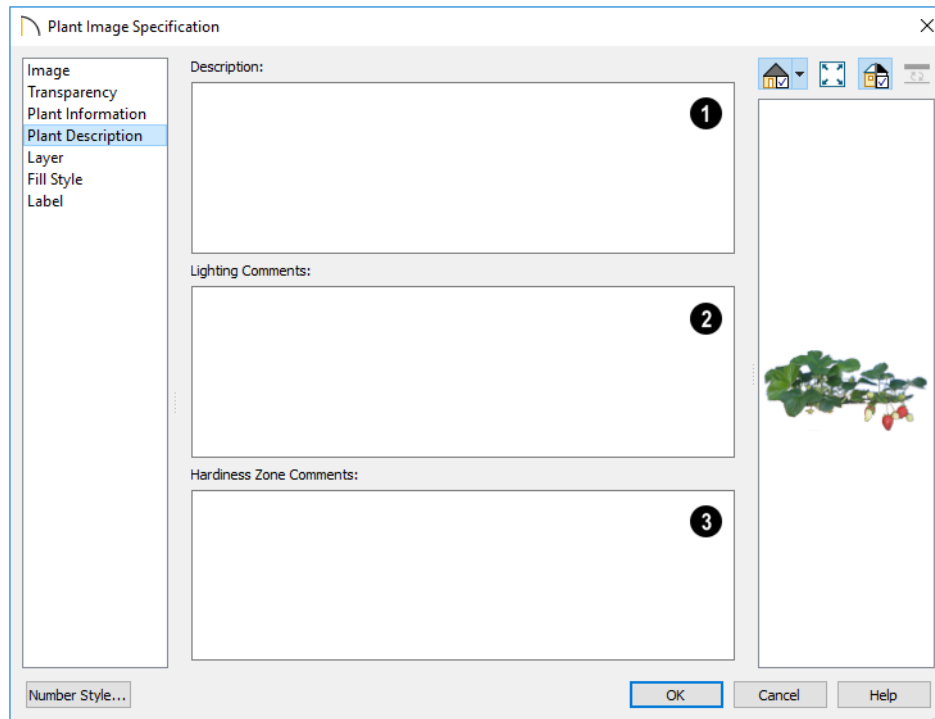 Plant Image Specification
Image
Transparency
Plant Information
Plant Description
Layer
Fill Style
Label
Description:
1
Lighting Comments:
2
Hardiness Zone Comments:
3
Number Style...
OK
Cancel
Help